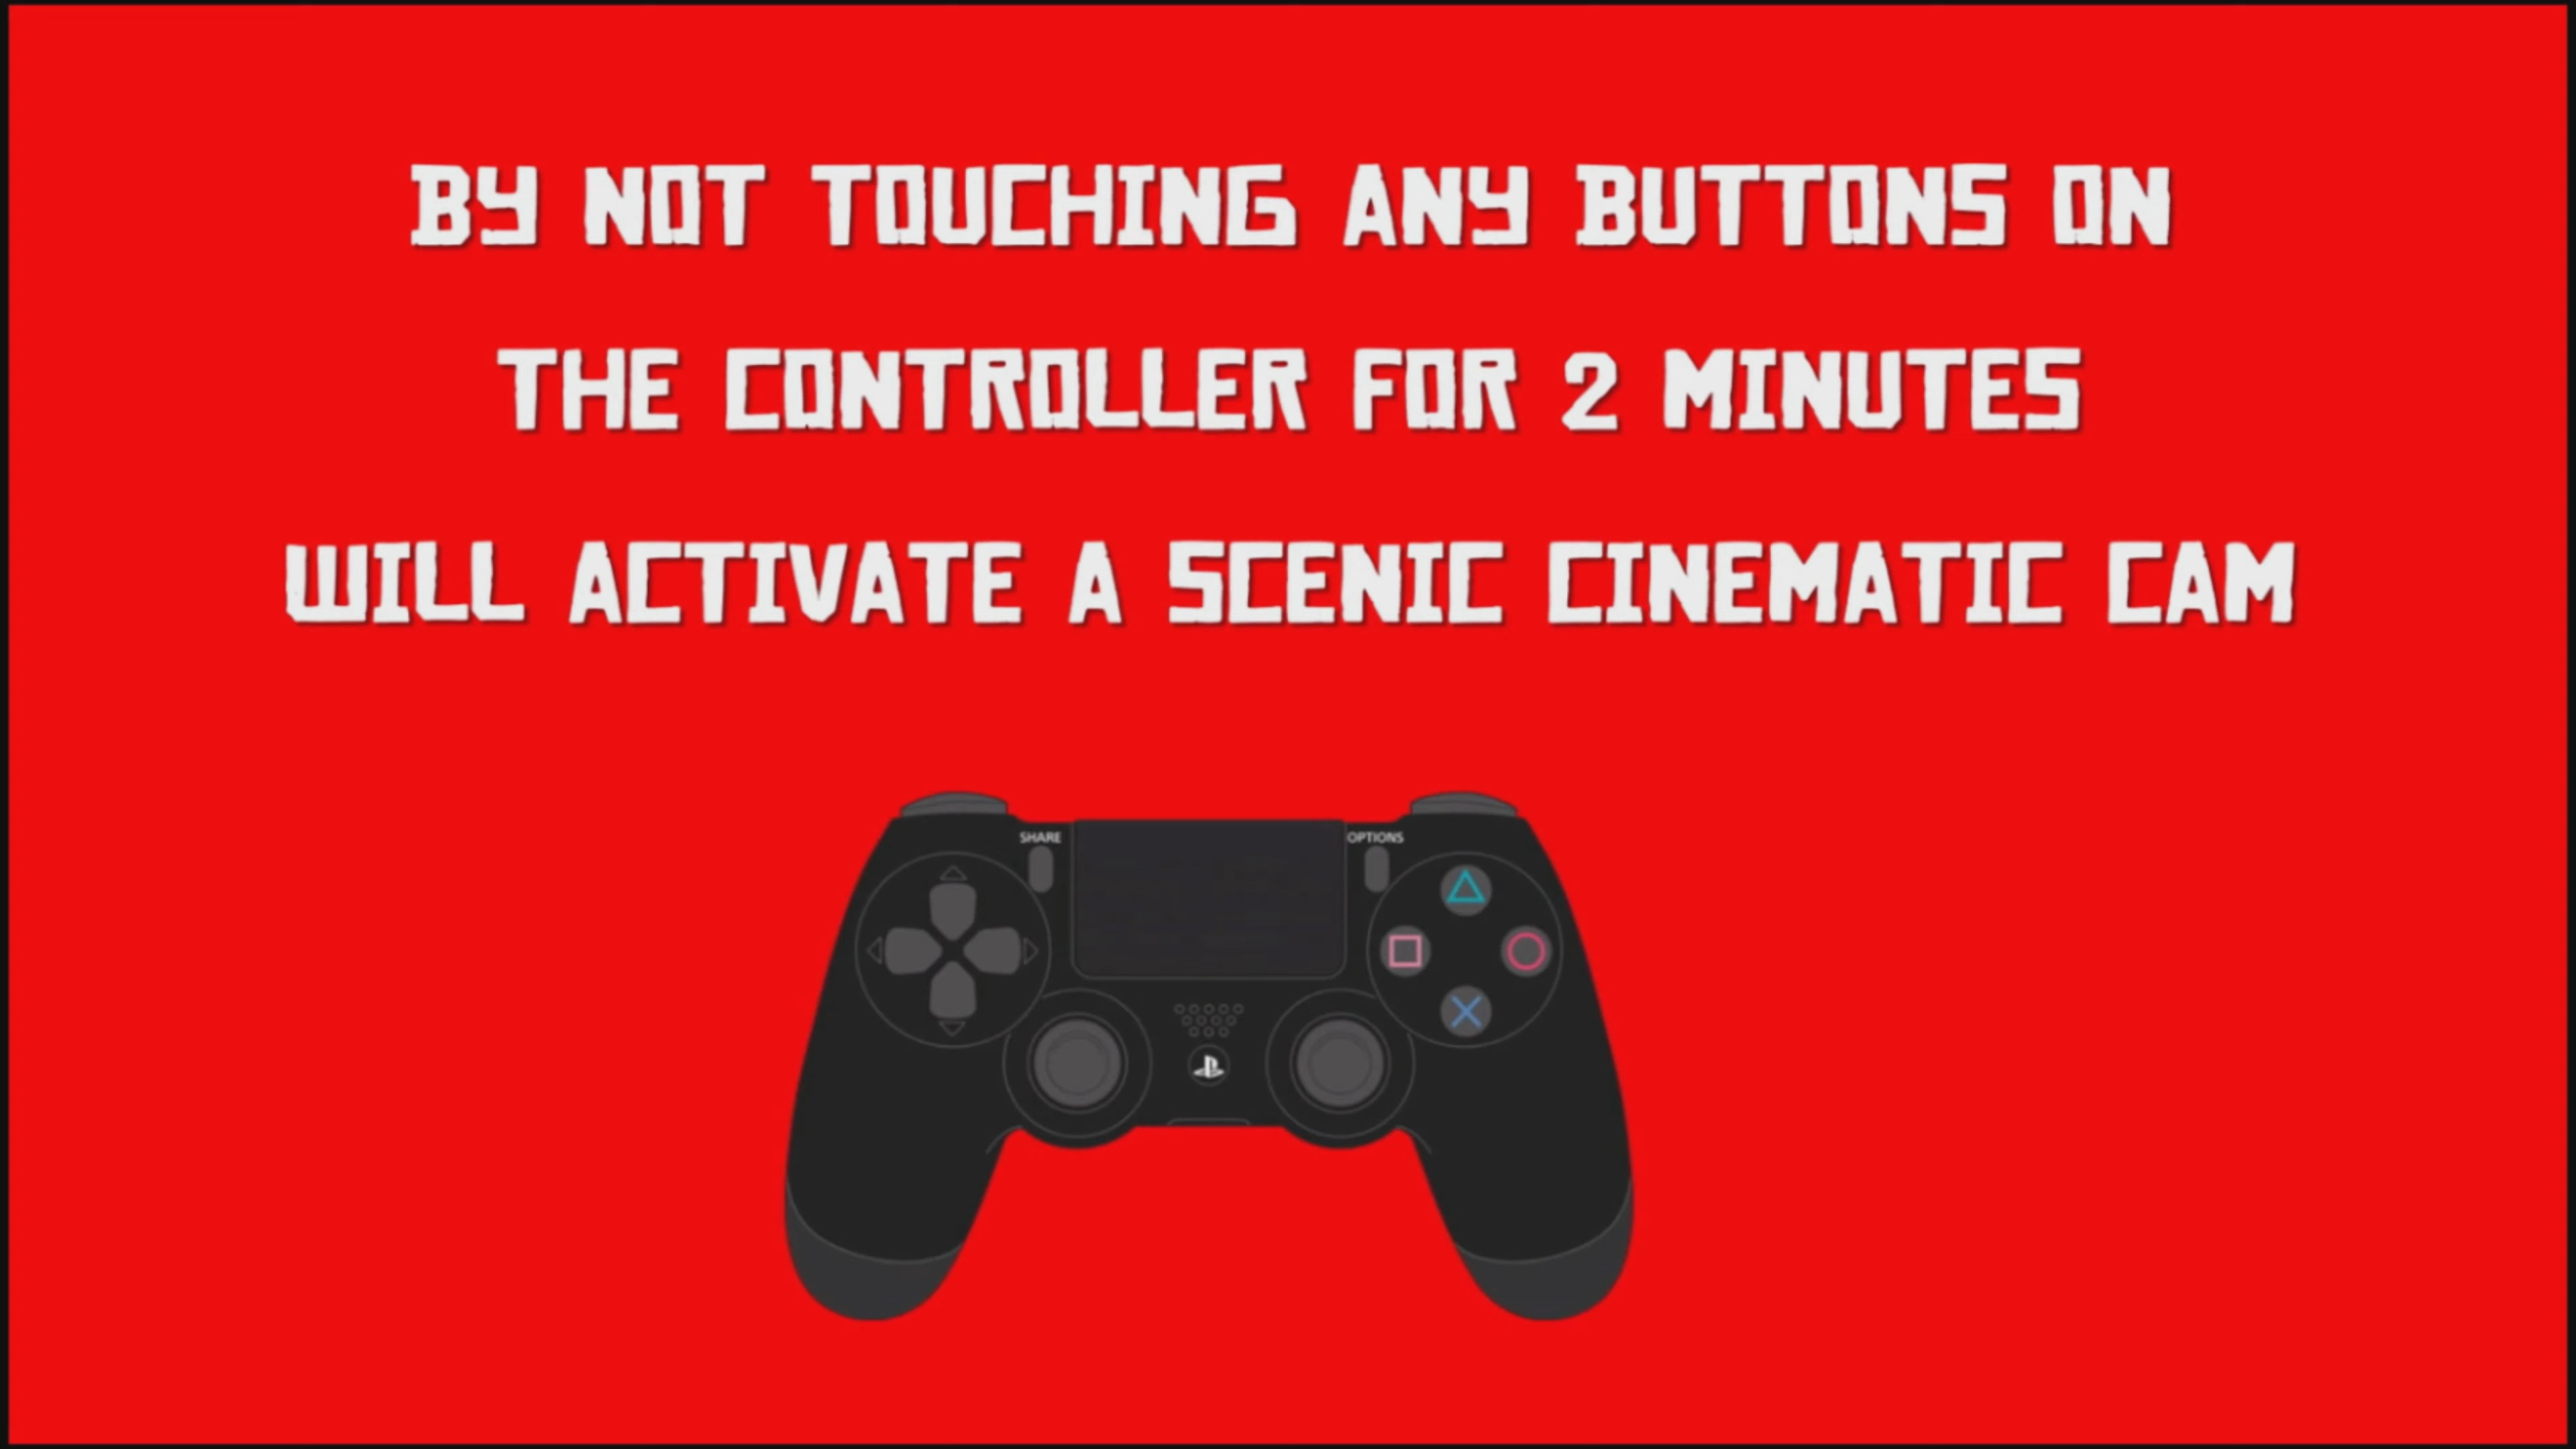 BY NOT TOUCHING ANY BUTTONS ON
THE CONTROLLER FOR 2 MINUTES
WILL ACTIVATE A SCENIC CINEMATIC CAM
SHARE
OPTIONS